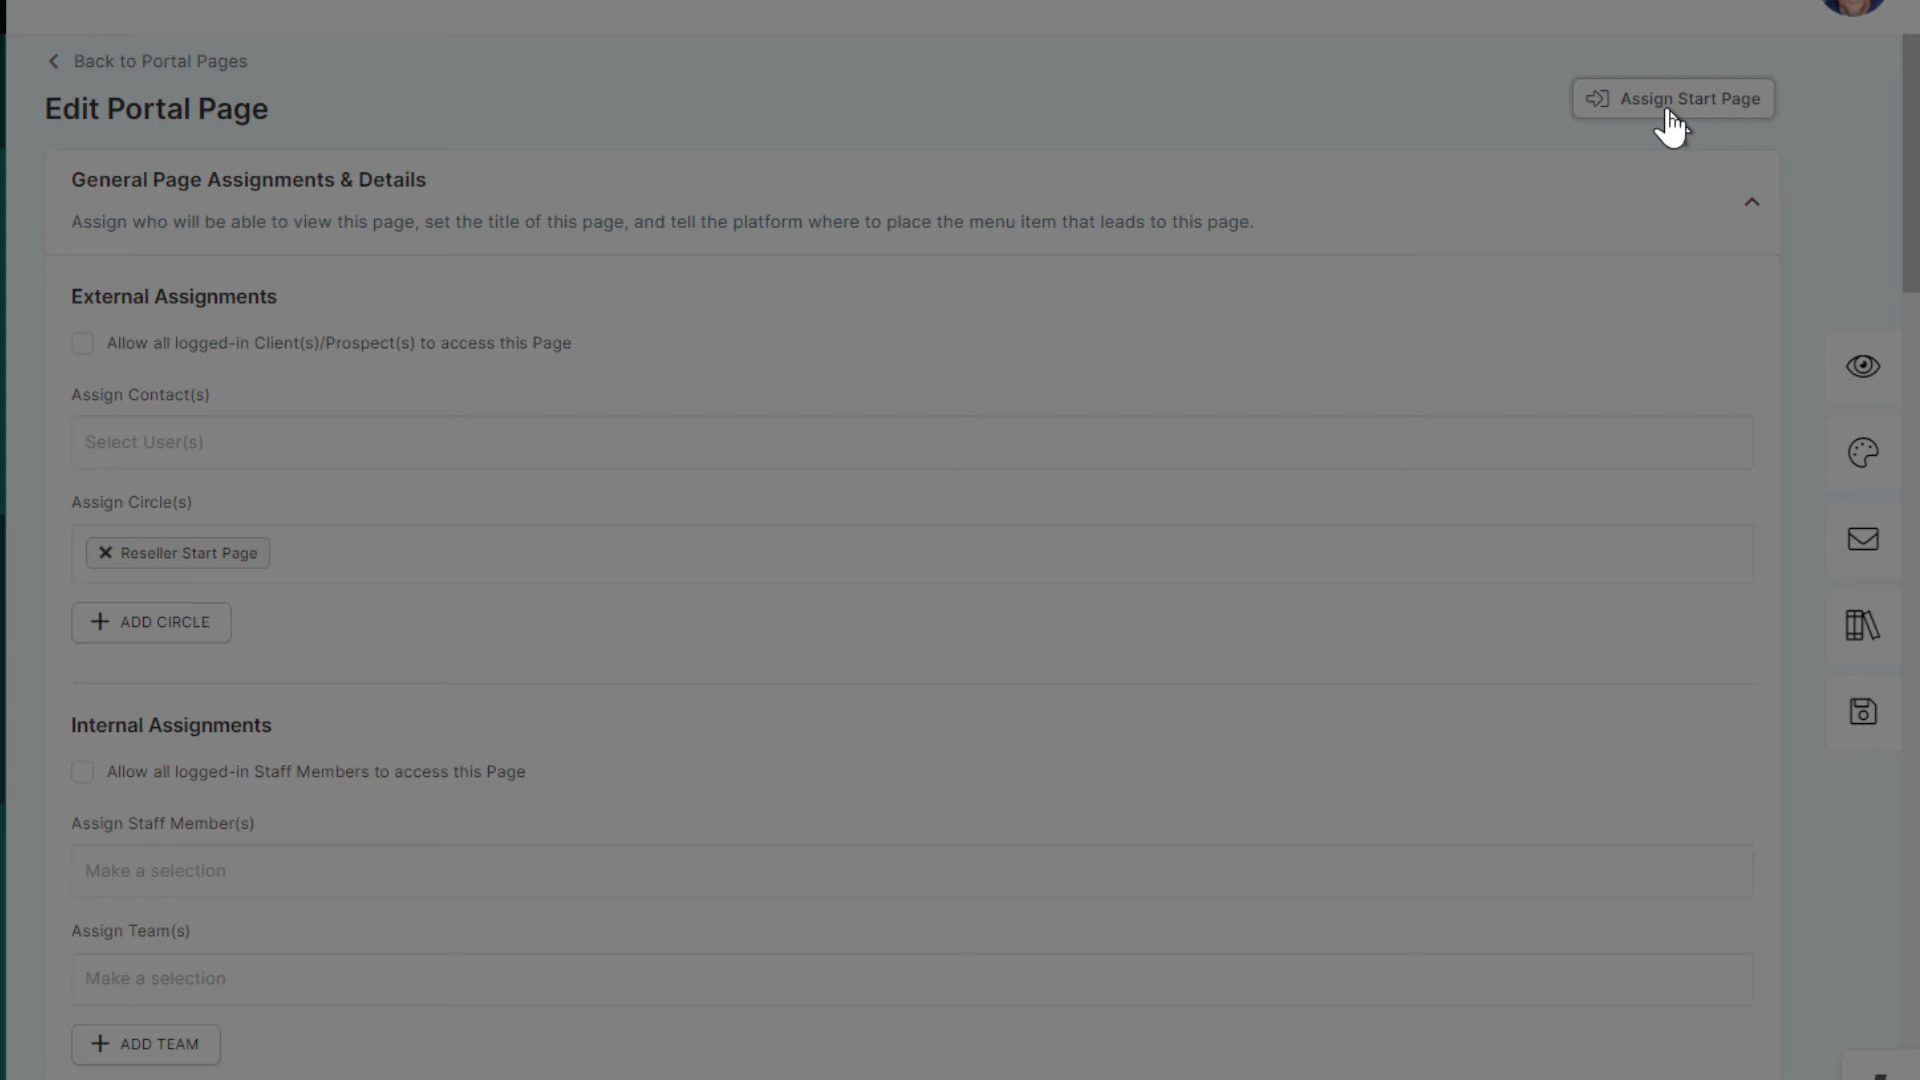 Back to Portal Pages
Edit Portal Page
Assign Start Page
General Page Assignments & Details
Assign who will be able to view this page, set the title of this page, and tell the platform where to place the menu item that leads to this page.
External Assignments
Allow all logged-in Client(s)/Prospect(s) to access this Page
Assign Contact(s)
Select User(s)
Assign Circle(s)
Reseller Start Page
ADD CIRCLE
Internal Assignments
Allow all logged-in Staff Members to access this Page
Assign Staff Member(s)
Make a selection
Assign Team(s)
Make a selection
ADD TEAM